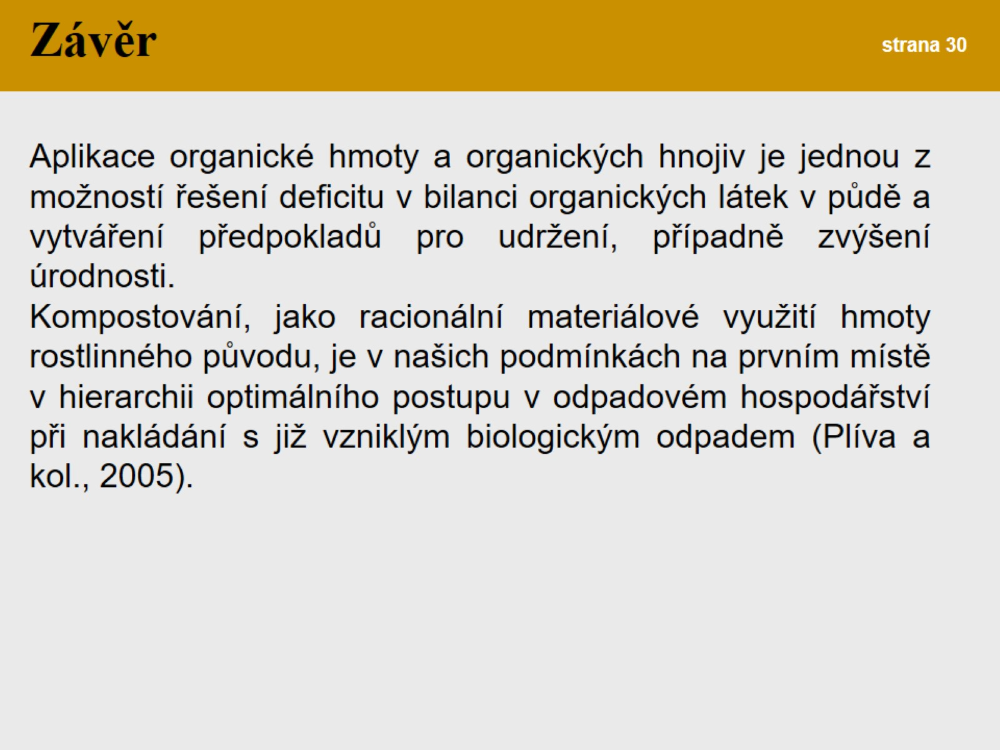 Závěr
strana 30
Aplikace organické hmoty a organických hnojiv je jednou z
možností řešení deficitu v bilanci organických látek v půdě a
vytváření předpokladů pro udržení, případně zvýšení
úrodnosti.
Kompostování, jako racionální materiálové využití hmoty
rostlinného původu, je v našich podmínkách na prvním místě
v hierarchii optimálního postupu v odpadovém hospodářství
při nakládání s již vzniklým biologickým odpadem (Plíva a
kol., 2005).